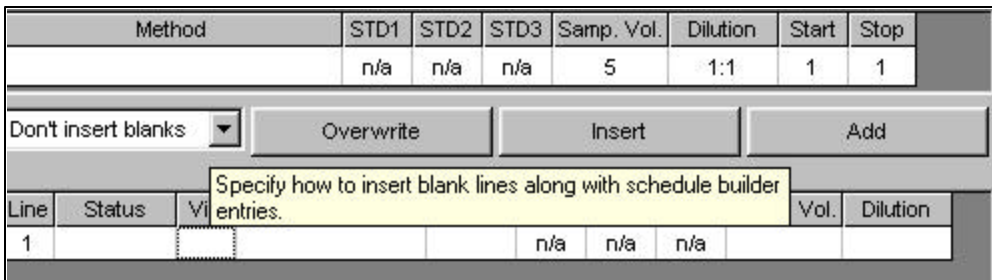 Method STD1 STD2 STD3 Samp. Vol. Dilution Start Stop
n/a n/a n/a 5 1:1 1 1
Don't insert blanks Overwrite Insert Add
Specify how to insert blank lines along with schedule builder
entries.
Line Status Vi Vol. Dilution
1 n/a n/a n/a